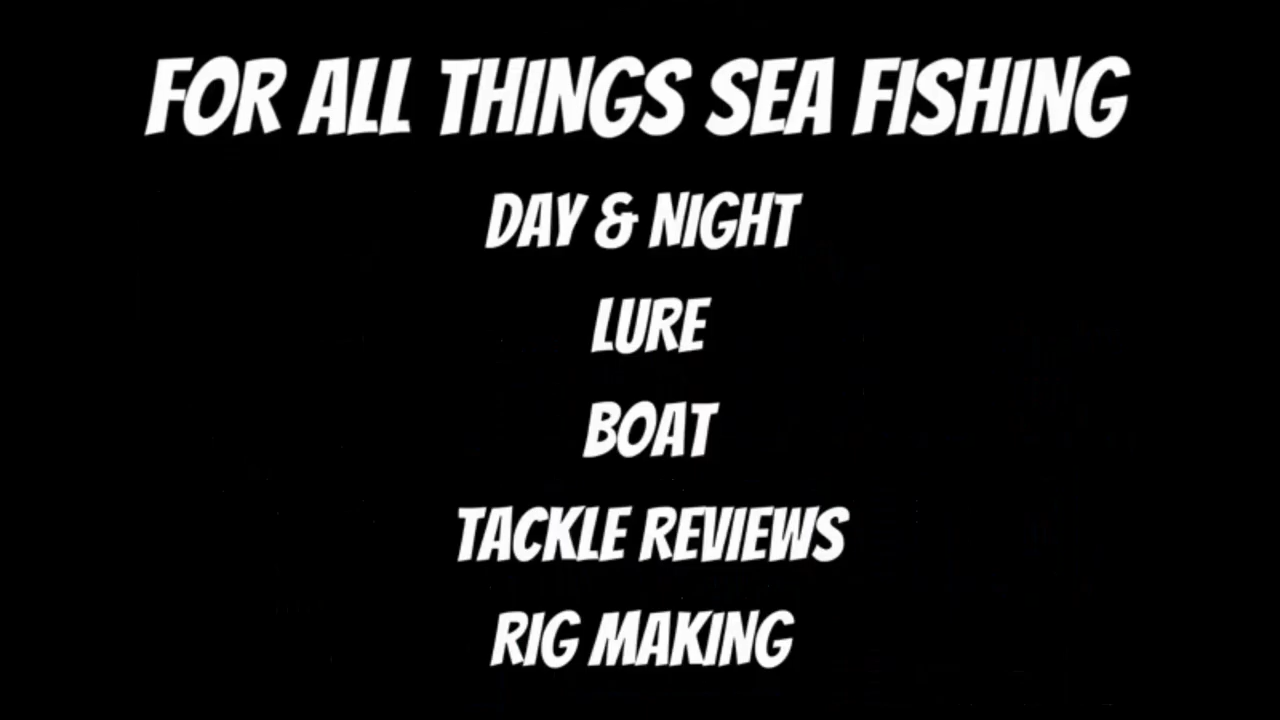 FOR ALL THINGS SEA FISHING
DAY & NIGHT
LURE
BOAT
TACKLE REVIEWS
RIG MAKING